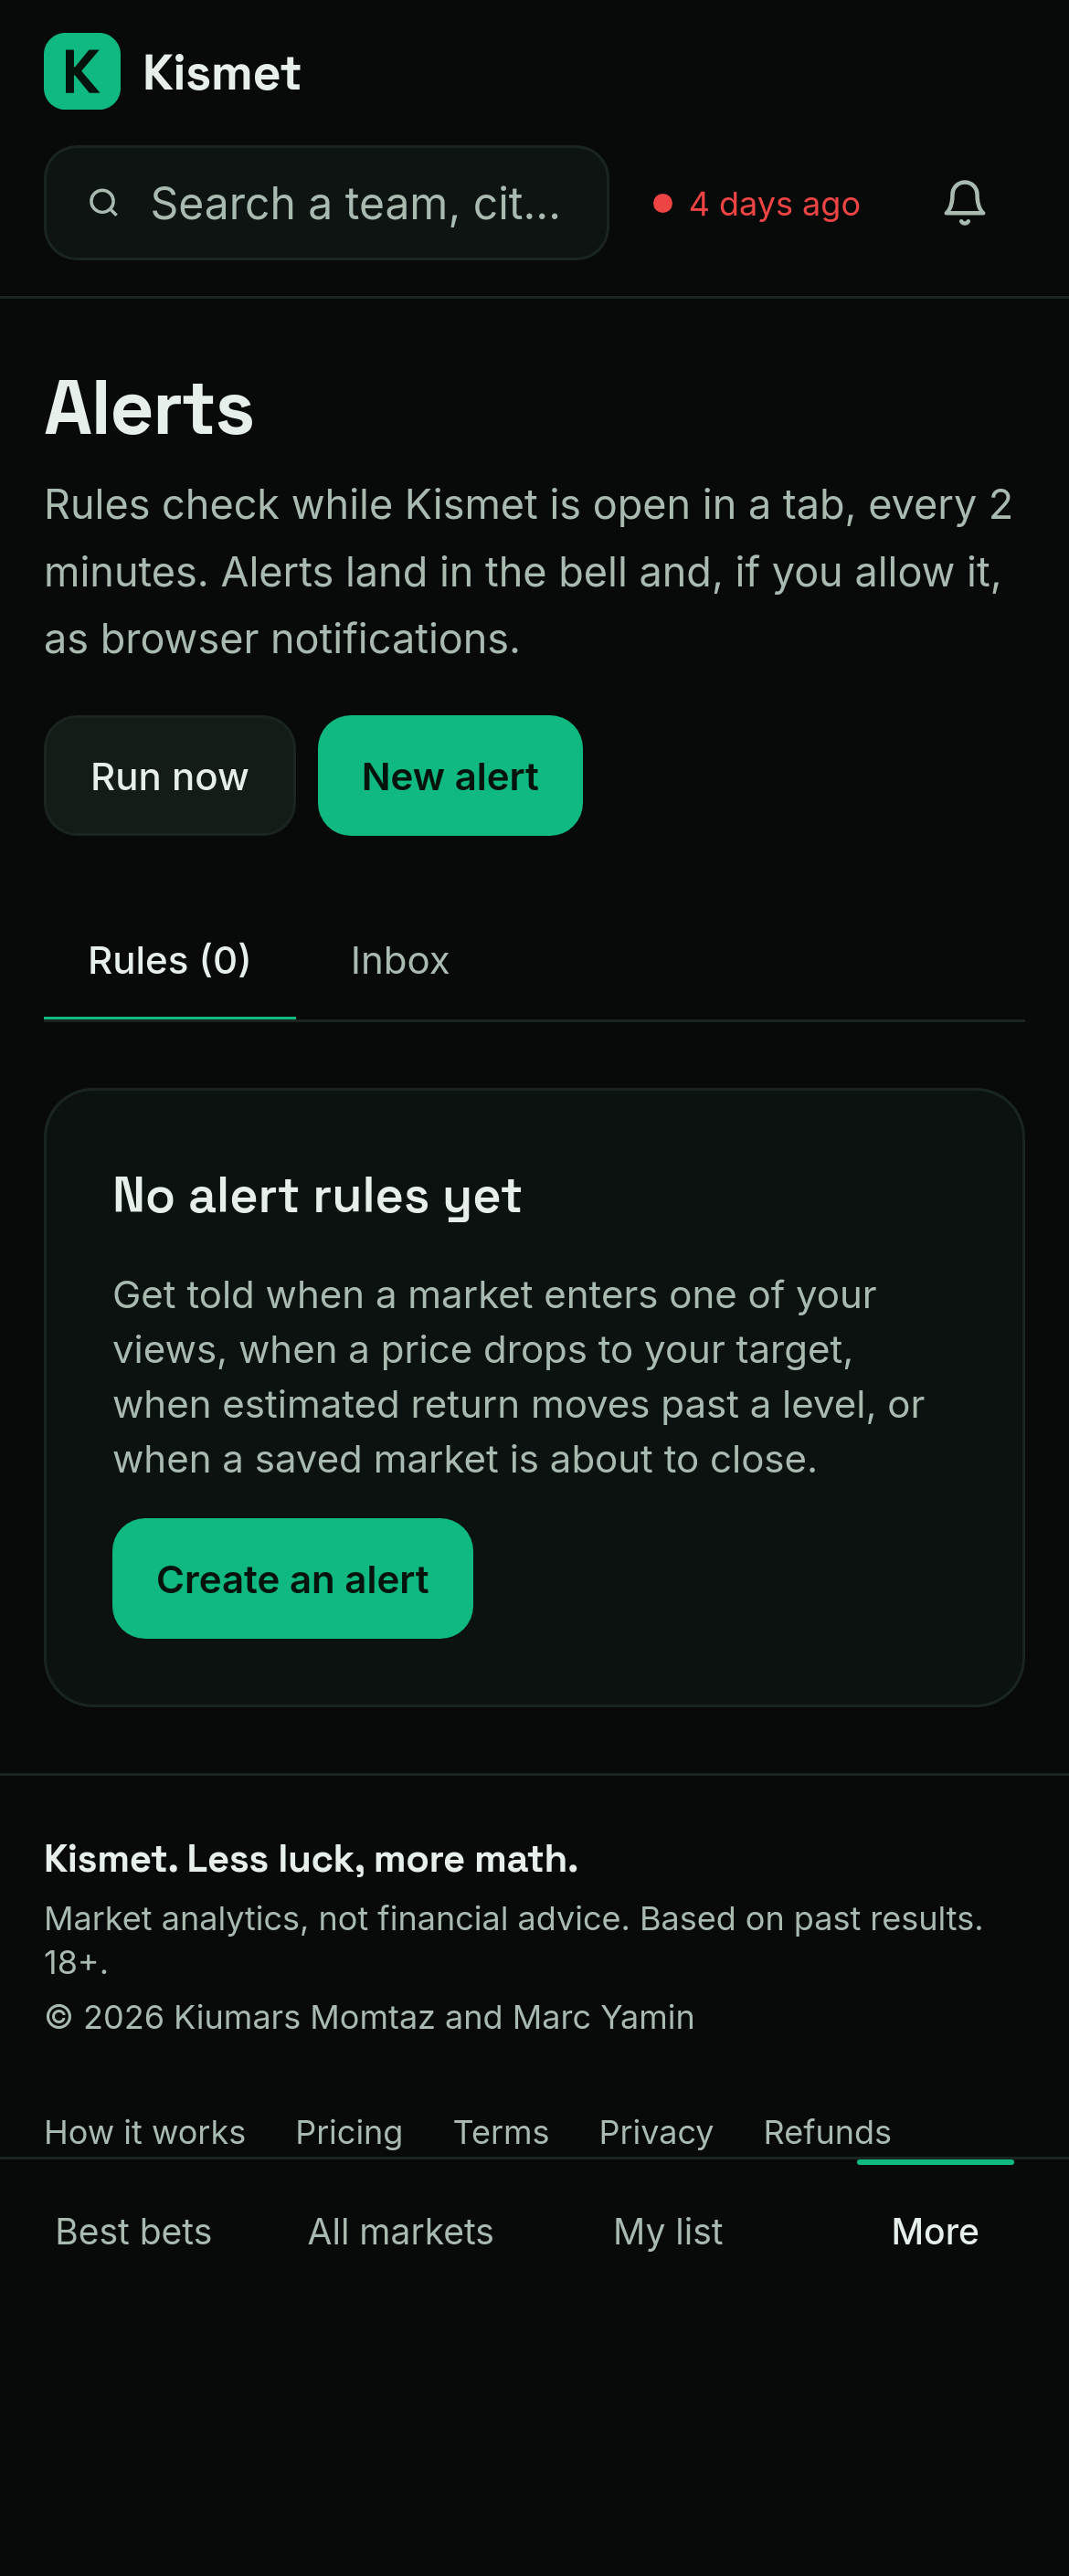 K Kismet
Search a team, cit...
4 days ago
Alerts
Rules check while Kismet is open in a tab, every 2
minutes. Alerts land in the bell and, if you allow it,
as browser notifications.
Run now
New alert
Rules (0)
Inbox
No alert rules yet
Get told when a market enters one of your
views, when a price drops to your target,
when estimated return moves past a level, or
when a saved market is about to close.
Create an alert
Kismet. Less luck, more math.
Market analytics, not financial advice. Based on past results.
18+.
© 2026 Kiumars Momtaz and Marc Yamin
How it works
Pricing
Terms
Privacy
Refunds
Best bets
All markets
My list
More